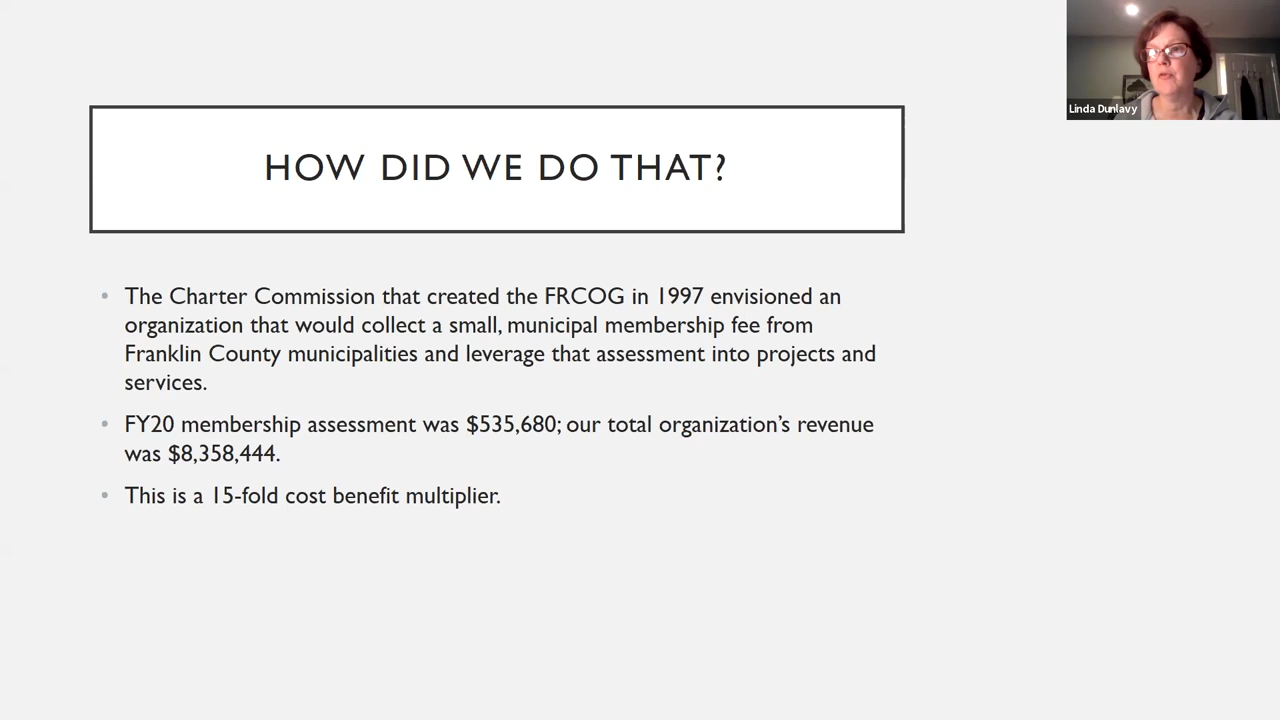 Linda Dunlavy
HOW DID WE DO THAT?
• The Charter Commission that created the FRCOG in 1997 envisioned an
organization that would collect a small, municipal membership fee from
Franklin County municipalities and leverage that assessment into projects and
services.
• FY20 membership assessment was $535,680; our total organization’s revenue
was $8,358,444.
• This is a 15-fold cost benefit multiplier.